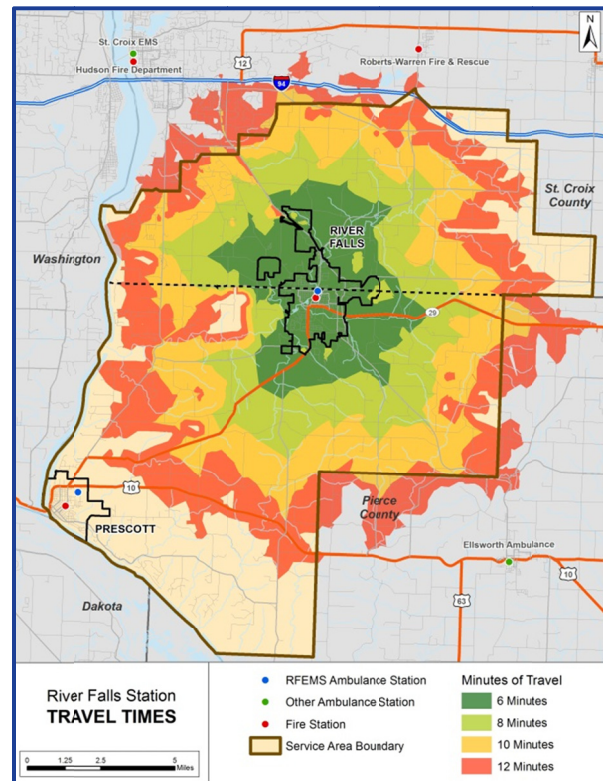 St. Croix EMS
Hudson Fire Department
12
Roberts-Warren Fire & Rescue
N
94
St. Croix
County
Washington
RIVER
FALLS
29
10
PRESCOTT
Pierce
County
Ellsworth Ambulance
Dakota
63
10
River Falls Station
TRAVEL TIMES
0 1.25 2.5 5
Miles
RFEMS Ambulance Station
Other Ambulance Station
Fire Station
Service Area Boundary
Minutes of Travel
6 Minutes
8 Minutes
10 Minutes
12 Minutes